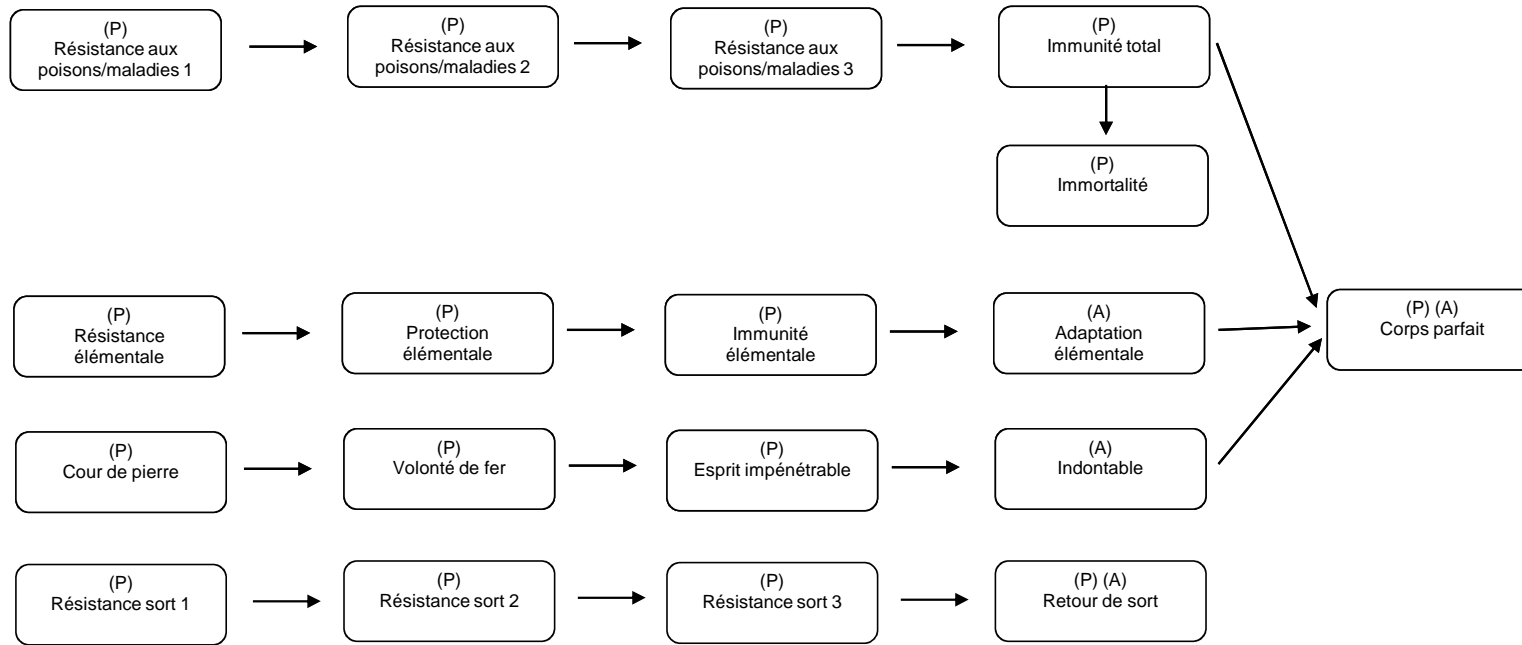 (P)
Résistance aux
poisons/maladies 1
(P)
Résistance aux
poisons/maladies 2
(P)
Résistance aux
poisons/maladies 3
(P)
Immunité total
(P)
Immortalité
(P)
Résistance
élémentale
(P)
Protection
élémentale
(P)
Immunité
élémentale
(A)
Adaptation
élémentale
(P) (A)
Corps parfait
(P)
Cour de pierre
(P)
Volonté de fer
(P)
Esprit impénétrable
(A)
Indontable
(P)
Résistance sort 1
(P)
Résistance sort 2
(P)
Résistance sort 3
(P) (A)
Retour de sort